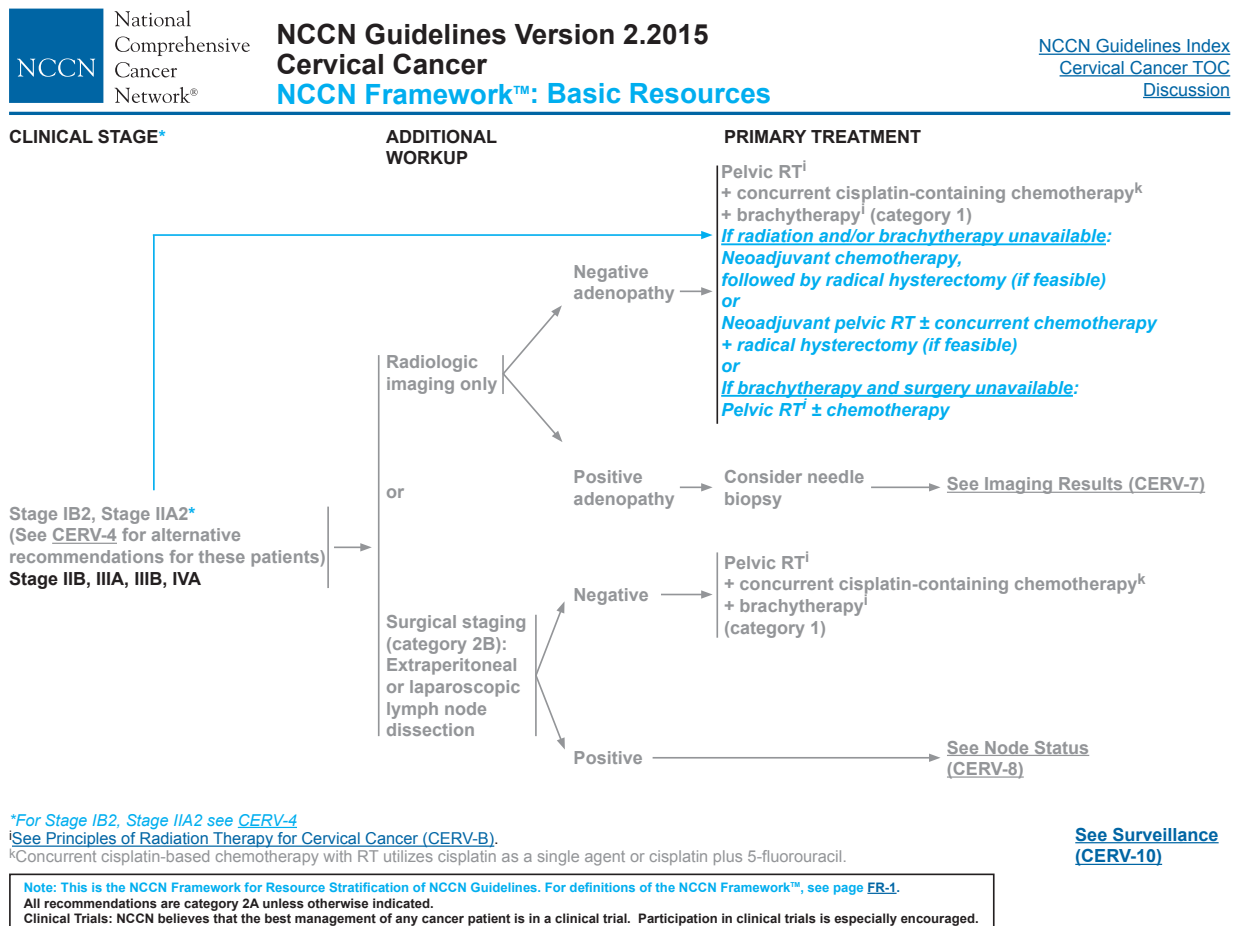 NCCN
National
Comprehensive
Cancer
Network®
NCCN Guidelines Version 2.2015
Cervical Cancer
NCCN Framework™: Basic Resources
NCCN Guidelines Index
Cervical Cancer TOC
Discussion
CLINICAL STAGE*
ADDITIONAL
WORKUP
PRIMARY TREATMENT
Stage IB2, Stage IIA2*
(See CERV-4 for alternative
recommendations for these patients)
Stage IIB, IIIA, IIIB, IVA
Radiologic
imaging only
or
Surgical staging
(category 2B):
Extraperitoneal
or laparoscopic
lymph node
dissection
Negative
adenopathy
Pelvic RTi
+ concurrent cisplatin-containing chemotherapyk
+ brachytherapyi (category 1)
If radiation and/or brachytherapy unavailable:
Neoadjuvant chemotherapy,
followed by radical hysterectomy (if feasible)
or
Neoadjuvant pelvic RT ± concurrent chemotherapy
+ radical hysterectomy (if feasible)
or
If brachytherapy and surgery unavailable:
Pelvic RTi ± chemotherapy
Positive
adenopathy
Consider needle
biopsy
See Imaging Results (CERV-7)
Negative
Pelvic RTi
+ concurrent cisplatin-containing chemotherapyk
+ brachytherapyi
(category 1)
Positive
See Node Status
(CERV-8)
*For Stage IB2, Stage IIA2 see CERV-4
iSee Principles of Radiation Therapy for Cervical Cancer (CERV-B).
kConcurrent cisplatin-based chemotherapy with RT utilizes cisplatin as a single agent or cisplatin plus 5-fluorouracil.
See Surveillance
(CERV-10)
Note: This is the NCCN Framework for Resource Stratification of NCCN Guidelines. For definitions of the NCCN Framework™, see page FR-1.
All recommendations are category 2A unless otherwise indicated.
Clinical Trials: NCCN believes that the best management of any cancer patient is in a clinical trial. Participation in clinical trials is especially encouraged.